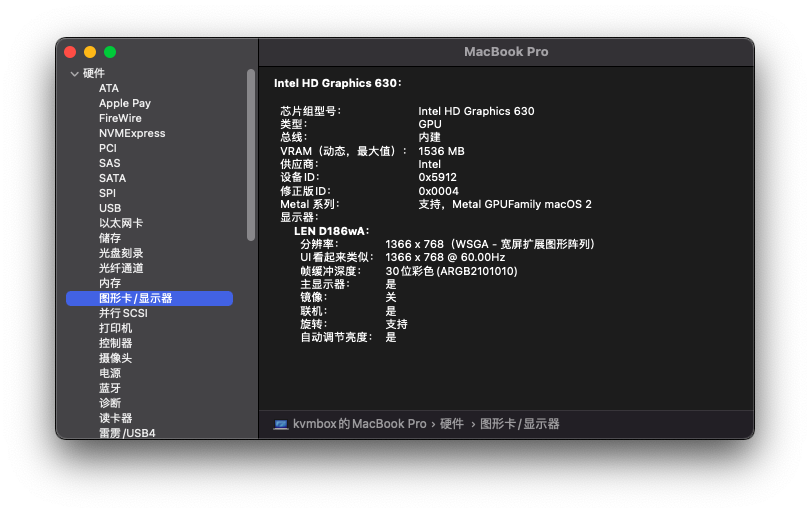 MacBook Pro
硬件
ATA
Apple Pay
FireWire
NVMExpress
PCI
SAS
SATA
SPI
USB
以太网卡
储存
光盘刻录
光纤通道
内存
图形卡/显示器
并行SCSI
打印机
控制器
摄像头
电源
蓝牙
诊断
读卡器
雷雳/USB4
Intel HD Graphics 630：
芯片组型号： Intel HD Graphics 630
类型： GPU
总线： 内建
VRAM（动态，最大值）： 1536 MB
供应商： Intel
设备ID： 0x5912
修正版ID： 0x0004
Metal 系列： 支持，Metal GPUFamily macOS 2
显示器：
LEN D186wA：
分辨率： 1366 x 768（WSGA - 宽屏扩展图形阵列）
UI看起来类似： 1366 x 768 @ 60.00Hz
帧缓冲深度： 30位彩色 (ARGB2101010)
主显示器： 是
镜像： 关
联机： 是
旋转： 支持
自动调节亮度： 是
kvmbox的MacBook Pro › 硬件 › 图形卡/显示器